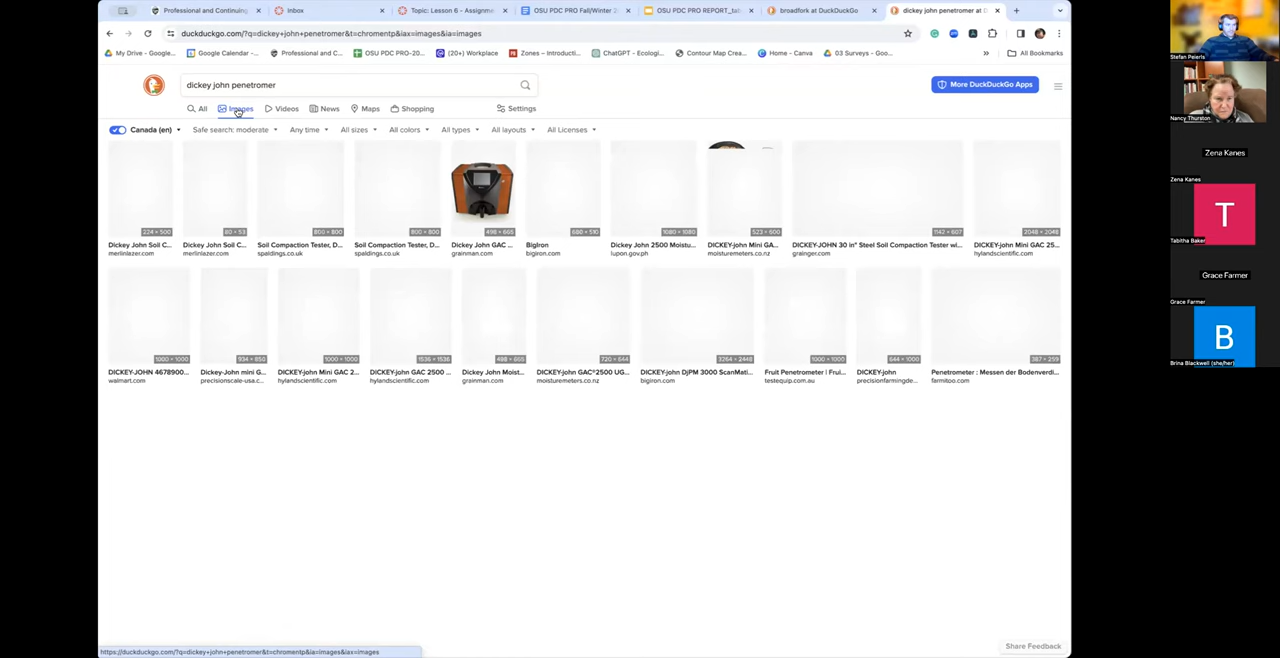 Professional and Continuing
Inbox
Topic: Lesson 6 - Assignme
OSU PDC PRO Fall/Winter 2
OSU PDC PRO REPORT_ta
broadfork at DuckDuckGo
dickey john penetromer at D
duckduckgo.com/?q=dickey+john+penetromer&t=chromentp&iax=images&ia=images
My Drive - Google...
Google Calendar -...
Professional and C...
OSU PDC PRO-20...
(20+) Workplace
Zones – Introducti...
ChatGPT - Ecologi...
Contour Map Crea...
Home - Canva
03 Surveys - Goo...
»
All Bookmarks
dickey john penetromer
More DuckDuckGo Apps
All
Images
Videos
News
Maps
Shopping
Settings
Canada (en)
Safe search: moderate
Any time
All sizes
All colors
All types
All layouts
All Licenses
224 × 500
80 × 53
800 × 800
800 × 800
498 × 665
680 × 510
1080 × 1080
523 × 600
1142 × 607
2048 × 2048
Dickey John Soil C...
Dickey John Soil C...
Soil Compaction Tester, D...
Soil Compaction Tester, D...
Dickey John GAC ...
BigIron
Dickey John 2500 Moistu...
DICKEY-john Mini GA...
DICKEY-JOHN 30 in" Steel Soil Compaction Tester wi...
DICKEY-john Mini GAC 25...
merlinlazer.com
merlinlazer.com
spaldings.co.uk
spaldings.co.uk
grainman.com
bigiron.com
lupon.gov.ph
moisturemeters.co.nz
grainger.com
hylandscientific.com
1000 × 1000
934 × 850
1000 × 1000
1536 × 1536
498 × 665
720 × 644
3264 × 2448
1000 × 1000
644 × 1000
387 × 259
DICKEY-JOHN 4678900...
Dickey-John mini G...
DICKEY-john Mini GAC 2...
DICKEY-john GAC 2500 ...
Dickey John Moist...
DICKEY-john GAC®2500 UG...
DICKEY-john DjPM 3000 ScanMati...
Fruit Penetrometer | Frui...
DICKEY-john
Penetrometer : Messen der Bodenverdi...
walmart.com
precisionscale-usa.c...
hylandscientific.com
hylandscientific.com
grainman.com
moisturemeters.co.nz
bigiron.com
testequip.com.au
precisionfarmingde...
farmitoo.com
Share Feedback
https://duckduckgo.com/?q=dickey+john+penetromer&t=chromentp&ia=images&iax=images
Stefan Peierls
Nancy Thurston
Zena Kanes
Zena Kanes
T
Tabitha Baker
Grace Farmer
Grace Farmer
B
Brina Blackwell (she/her)